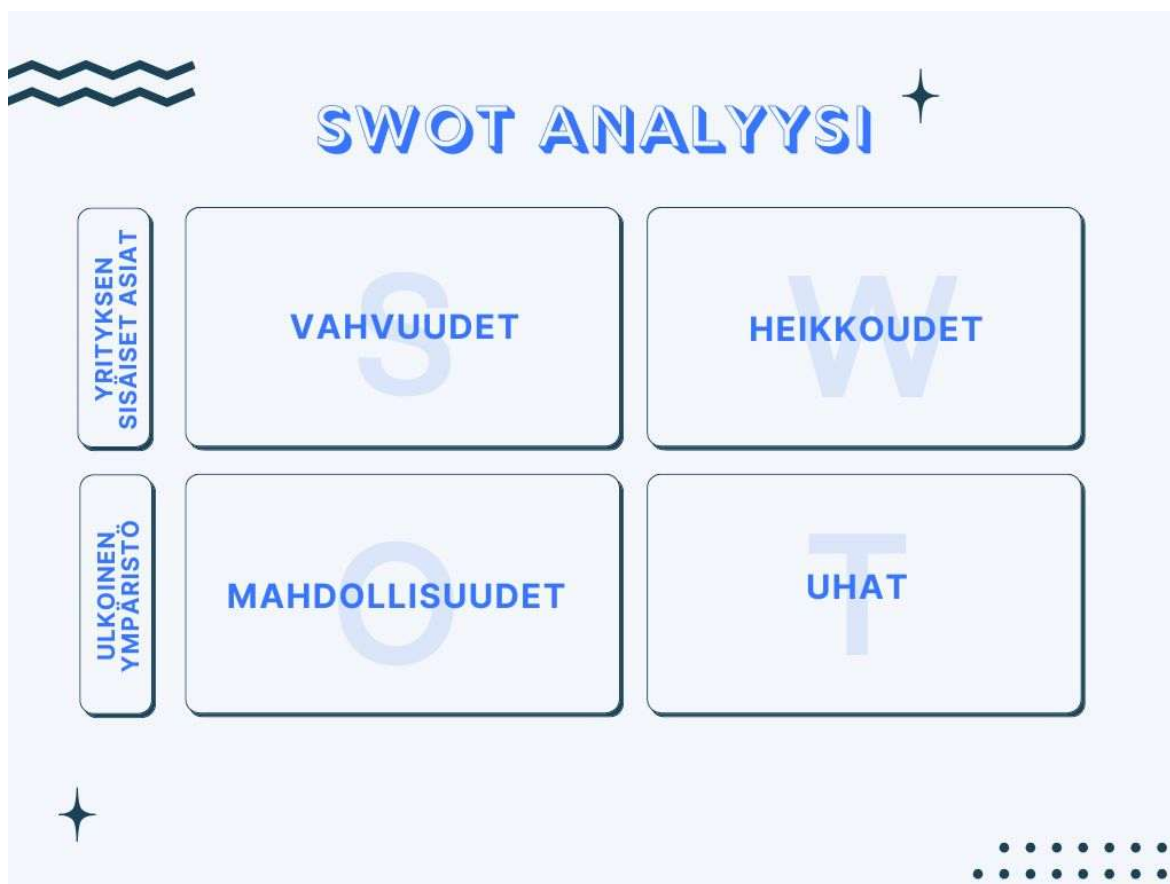 SWOT ANALYYSI
YRITYKSEN
SISÄISET ASIAT
S
VAHVUUDET
W
HEIKKOUDET
ULKOINEN
YMPÄRISTÖ
O
MAHDOLLISUUDET
T
UHAT